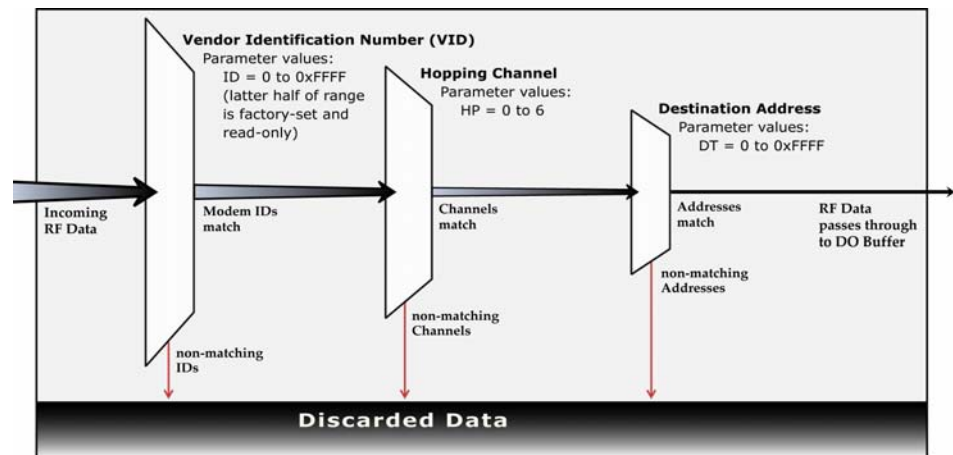 Vendor Identification Number (VID)
Parameter values:
ID = 0 to 0xFFFF
(latter half of range
is factory-set and
read-only)
Hopping Channel
Parameter values:
HP = 0 to 6
Destination Address
Parameter values:
DT = 0 to 0xFFFF
Incoming
RF Data
Modem IDs
match
Channels
match
Addresses
match
RF Data
passes through
to DO Buffer
non-matching
IDs
non-matching
Channels
non-matching
Addresses
Discarded Data